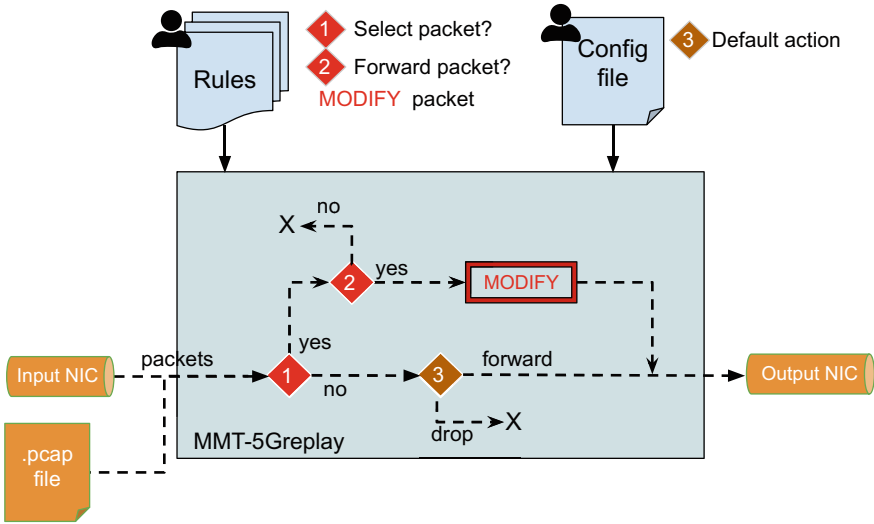 Rules
1 Select packet?
2 Forward packet?
MODIFY packet
Config
file
3 Default action
no
X
2 yes
MODIFY
yes
packets
Input NIC
1
no
3
forward
Output NIC
drop
X
MMT-5Greplay
.pcap
file